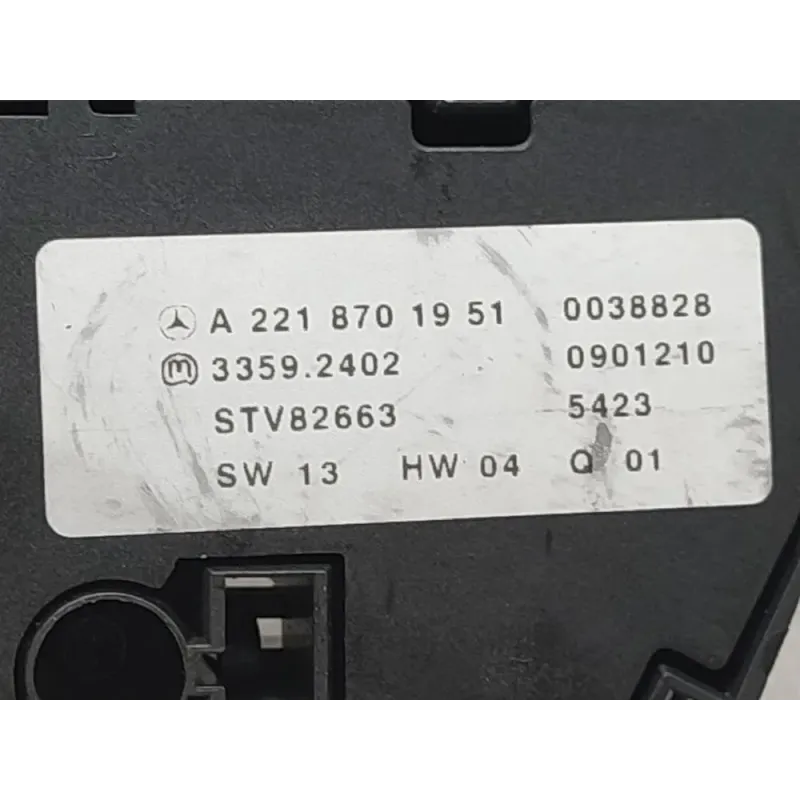 A 221 870 19 51 0038828
m 3359.2402 0901210
STV82663 5423
SW 13 HW 04 Q 01